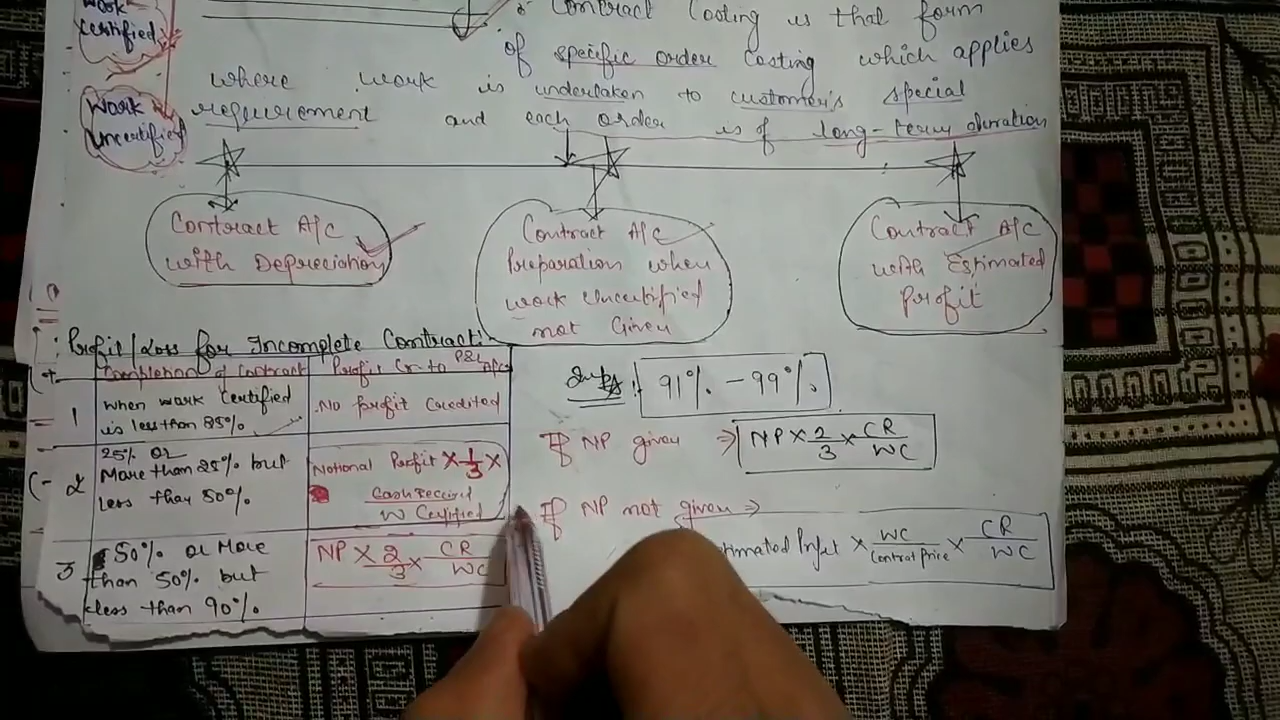 Work
Certified
Contract Costing is that form
of specific order Costing which applies
where work is undertaken to customer's special
requirement and each order is of long-term duration
Work
Uncertified
Contract A/C
with Depreciation
Contract A/C
Preparation when
work Uncertified
not Given
Contract A/C
with Estimated
Profit
Profit/Loss for Incomplete Contract:-
Completion of Contract
Profit Cr to P&L A/c
1
when work Certified
is less than 25%.
No profit Credited
2
25% or
More than 25% but
less than 50%.
Notional Profit × 1/3 ×
Cash received
W Certified
3
50% or More
than 50% but
less than 90%.
NP × 2/3 × CR/WC
91% - 99%.
If NP given ⇒ NP × 2/3 × CR/WC
If NP not given ⇒
timated Profit × WC/Contract Price × CR/WC